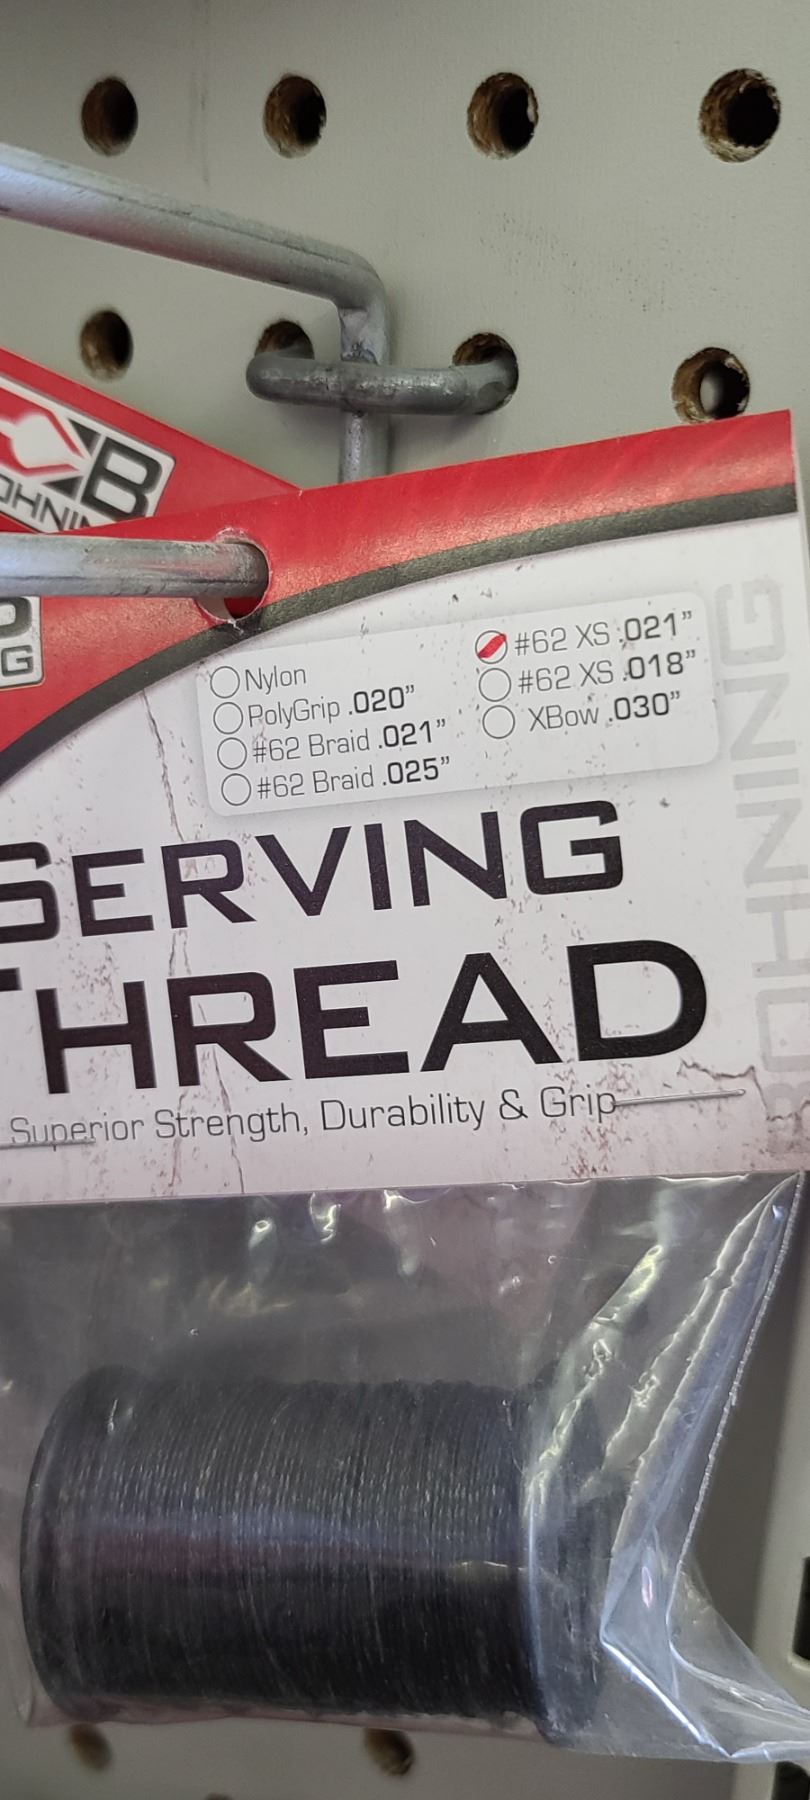 B
OHNIN
G
Nylon
PolyGrip .020”
#62 Braid .021”
#62 Braid .025”
#62 XS .021”
#62 XS .018”
XBow .030”
SERVING
THREAD
Superior Strength, Durability & Grip
BOHNING